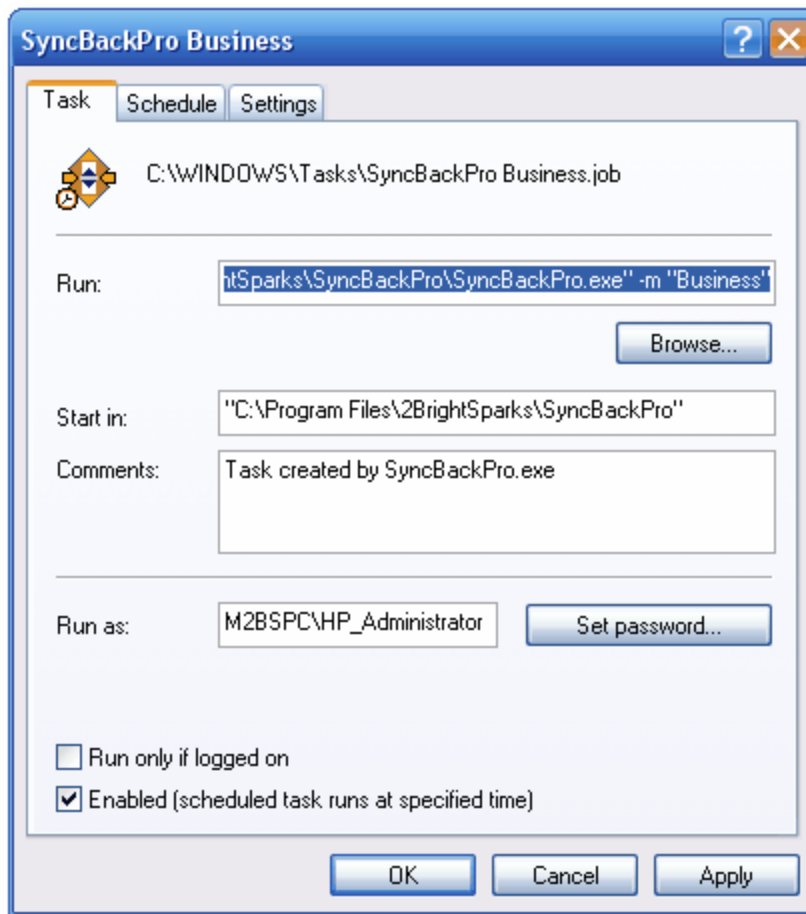 SyncBackPro Business
Task Schedule Settings
C:\WINDOWS\Tasks\SyncBackPro Business.job
Run: htSparks\SyncBackPro\SyncBackPro.exe" -m "Business"
Browse...
Start in: "C:\Program Files\2BrightSparks\SyncBackPro"
Comments: Task created by SyncBackPro.exe
Run as: M2BSPC\HP_Administrator Set password...
Run only if logged on
Enabled (scheduled task runs at specified time)
OK Cancel Apply